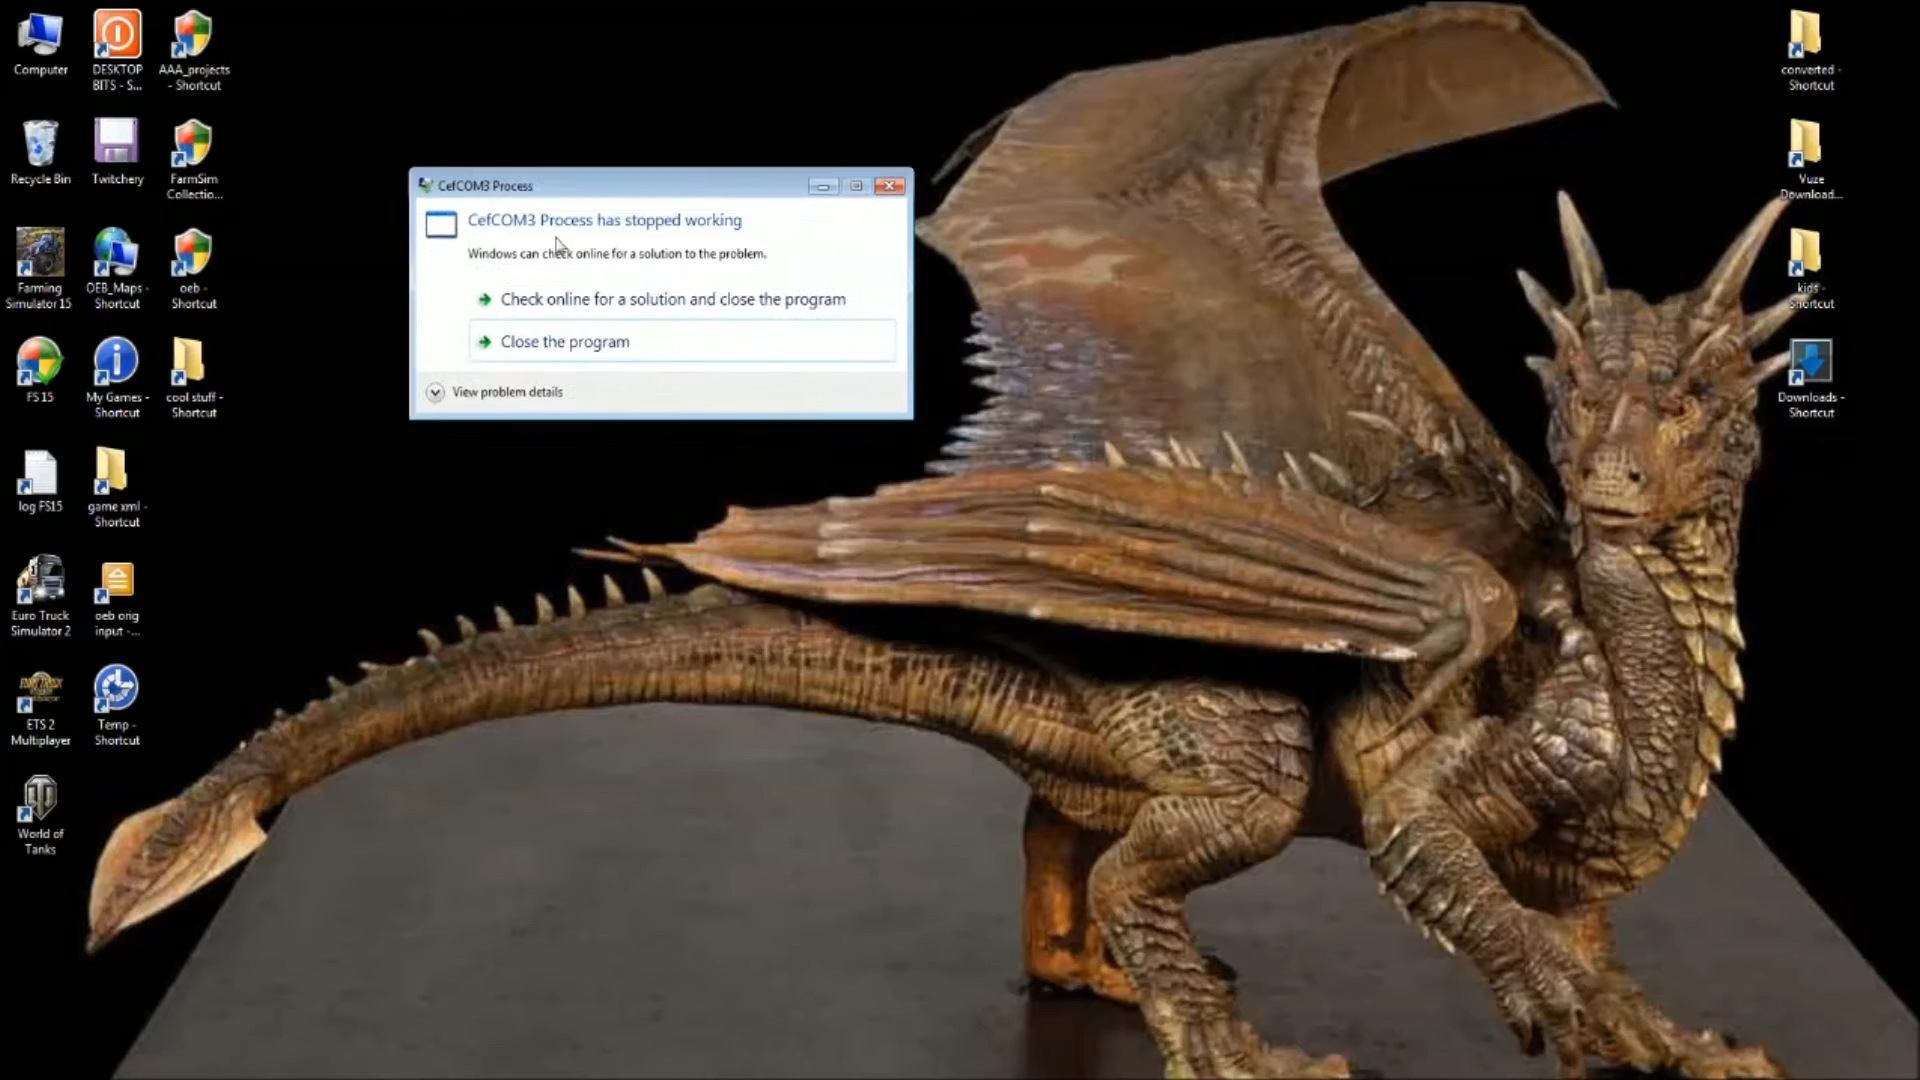 Computer
DESKTOP
BITS - S...
AAA_projects
- Shortcut
Recycle Bin
Twitchery
FarmSim
Collectio...
Farming
Simulator 15
OEB_Maps -
Shortcut
oeb -
Shortcut
FS 15
My Games -
Shortcut
cool stuff -
Shortcut
log FS15
game xml -
Shortcut
Euro Truck
Simulator 2
oeb orig
input -...
ETS 2
Multiplayer
Temp -
Shortcut
World of
Tanks
CefCOM3 Process
CefCOM3 Process has stopped working
Windows can check online for a solution to the problem.
Check online for a solution and close the program
Close the program
View problem details
converted -
Shortcut
Vuze
Download...
kids -
Shortcut
Downloads -
Shortcut